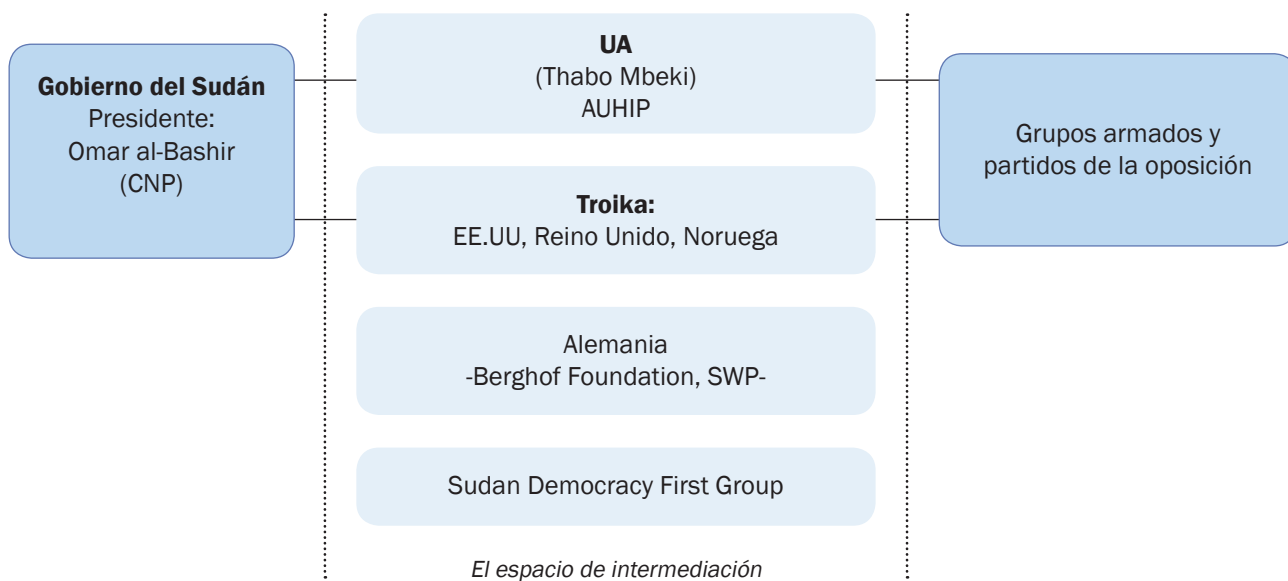 Gobierno del Sudán
Presidente:
Omar al-Bashir
(CNP)
UA
(Thabo Mbeki)
AUHIP
Troika:
EE.UU, Reino Unido, Noruega
Alemania
-Berghof Foundation, SWP-
Sudan Democracy First Group
El espacio de intermediación
Grupos armados y
partidos de la oposición